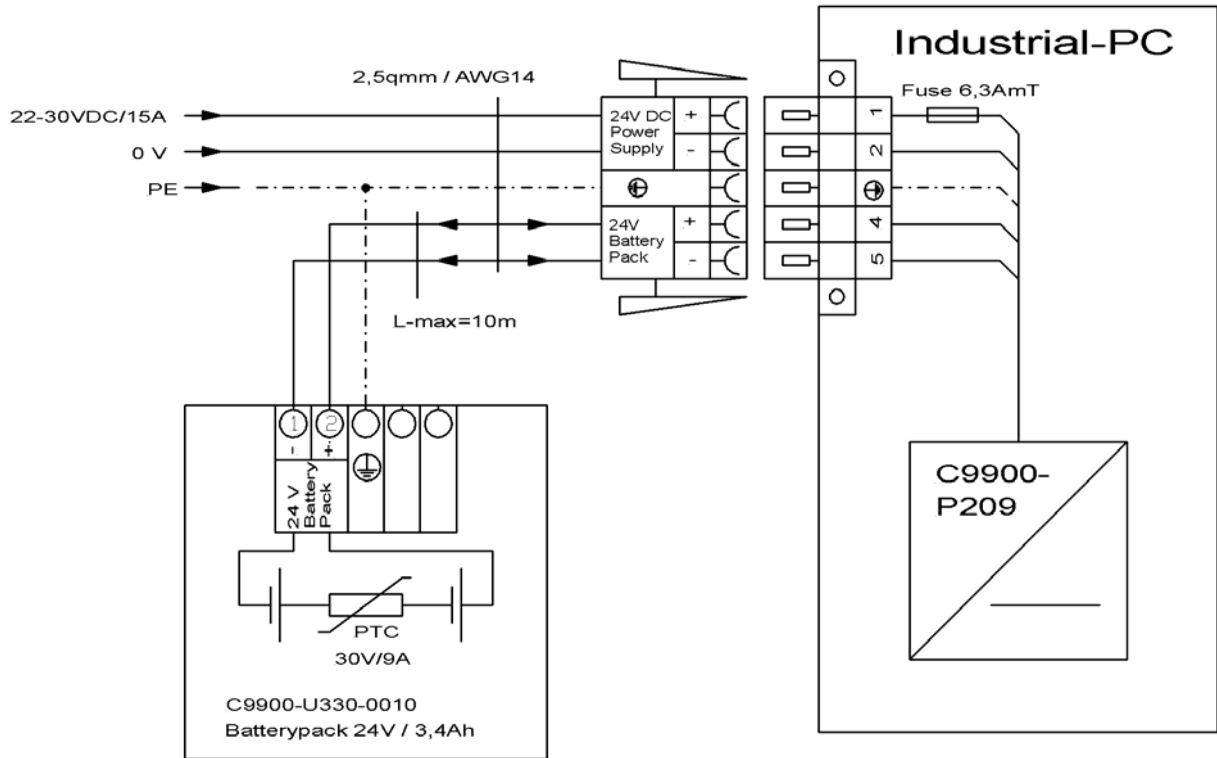 Industrial-PC
2,5qmm / AWG14
Fuse 6,3AmT
22-30VDC/15A
0 V
PE
24V DC
Power
Supply
+
-
24V
Battery
Pack
+
-
1
2
4
5
L-max=10m
1
2
-
+
24 V
Battery
Pack
C9900-
P209
PTC
30V/9A
C9900-U330-0010
Batterypack 24V / 3,4Ah